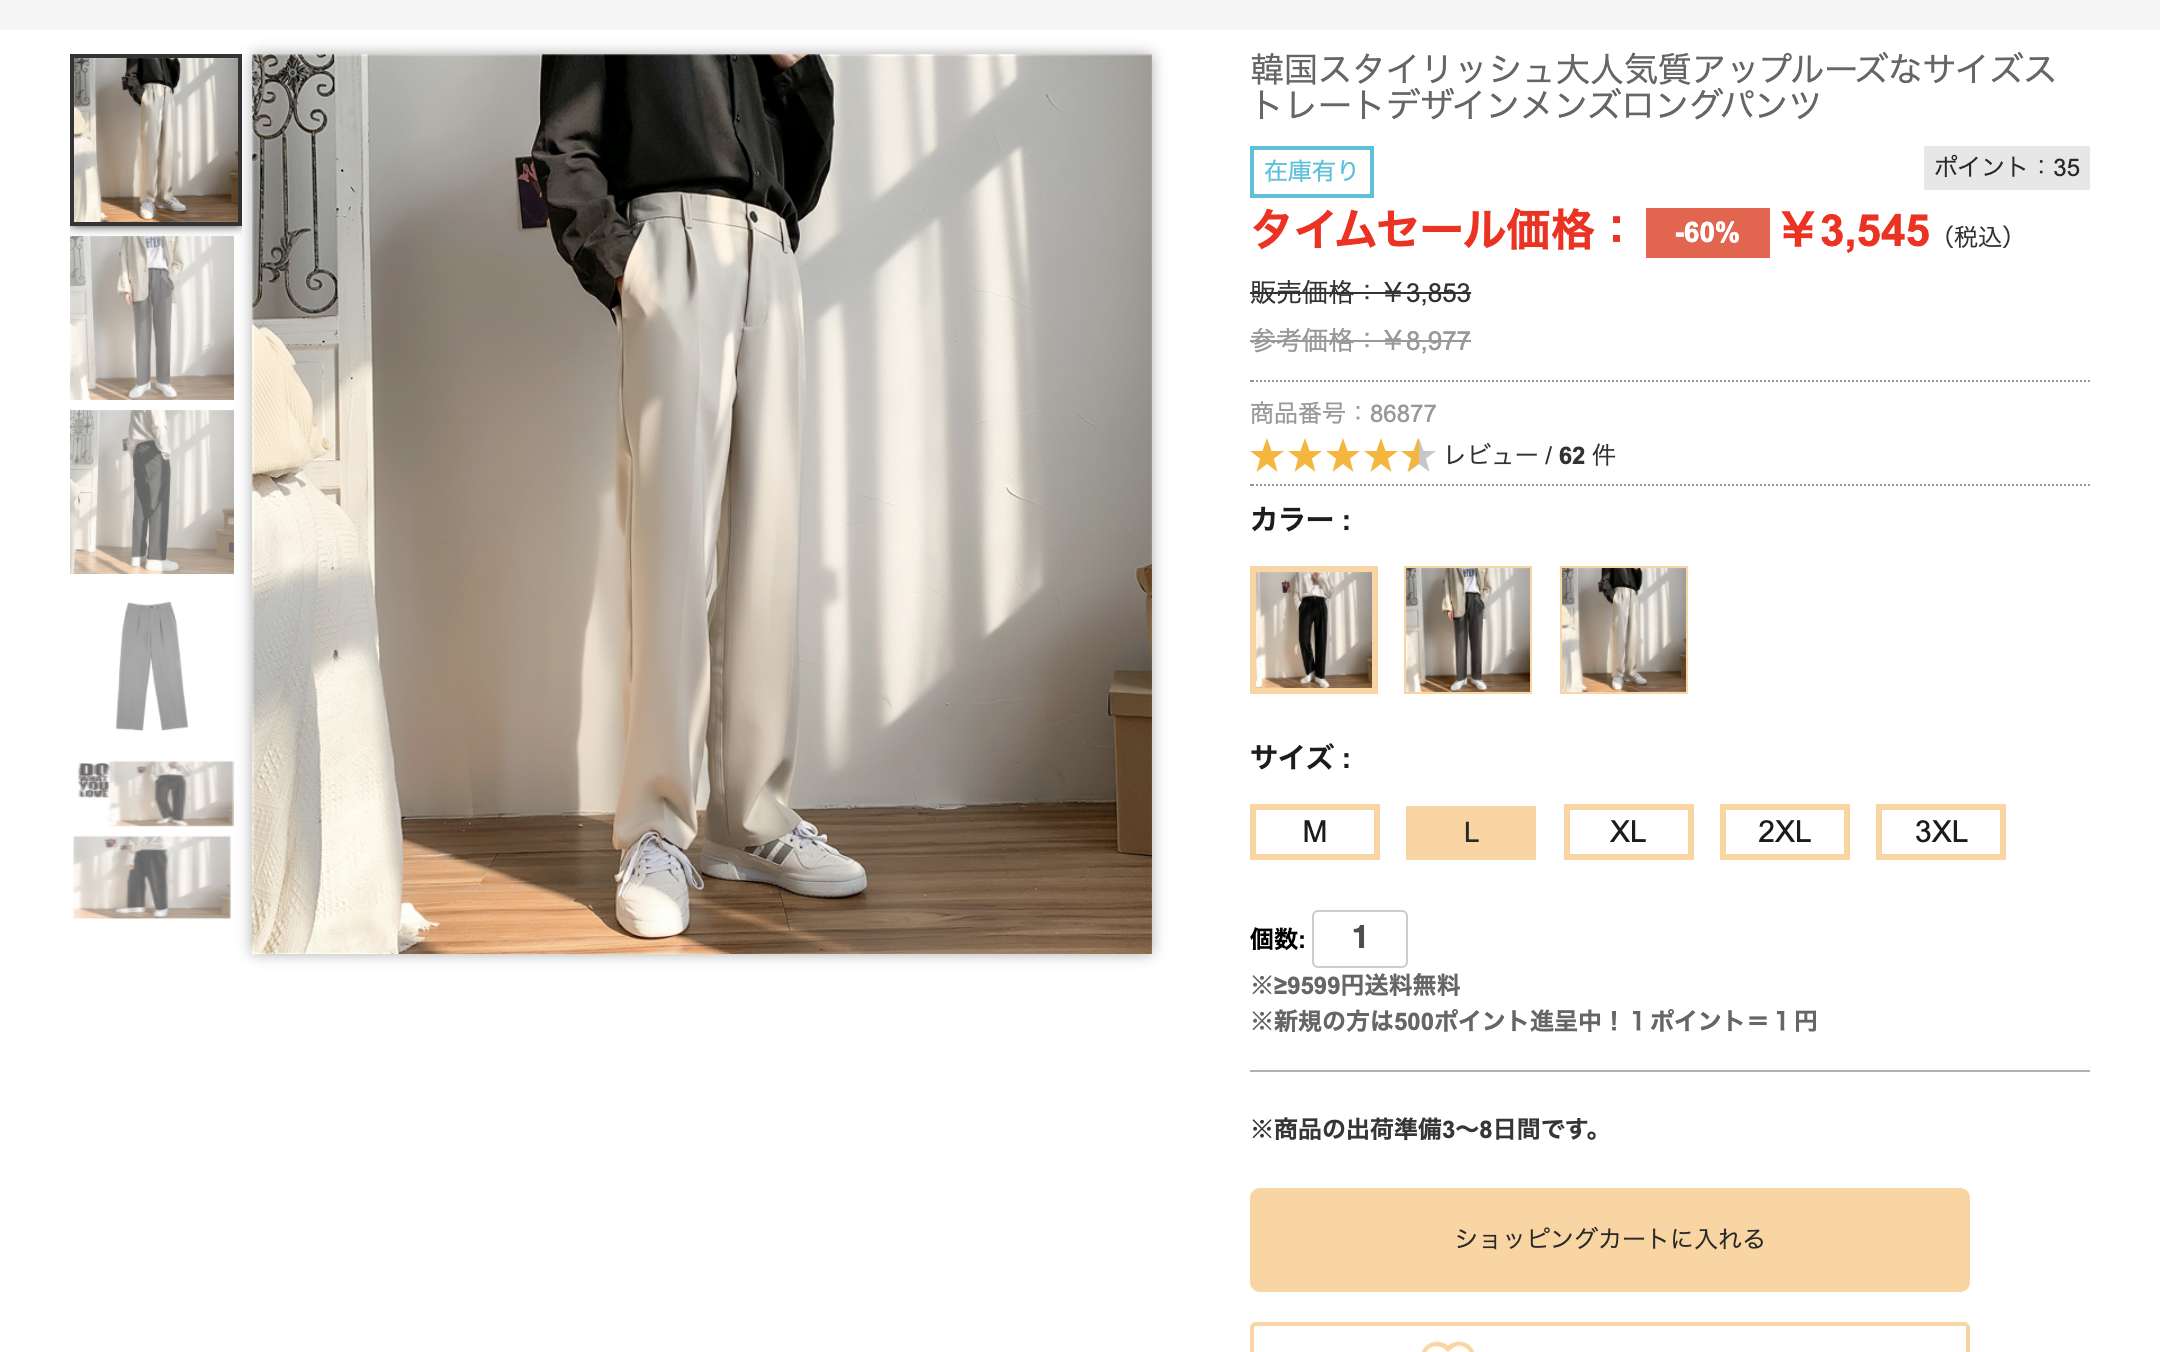 韓国スタイリッシュ大人気質アップルーズなサイズス
トレートデザインメンズロングパンツ
在庫有り
ポイント：35
タイムセール価格： -60% ￥3,545（税込）
販売価格：￥3,853
参考価格：￥8,977
商品番号：86877
レビュー / 62 件
カラー :
サイズ :
M L XL 2XL 3XL
個数: 1
※≥9599円送料無料
※新規の方は500ポイント進呈中！１ポイント＝１円
※商品の出荷準備3〜8日間です。
ショッピングカートに入れる
DO
YOU
LOVE